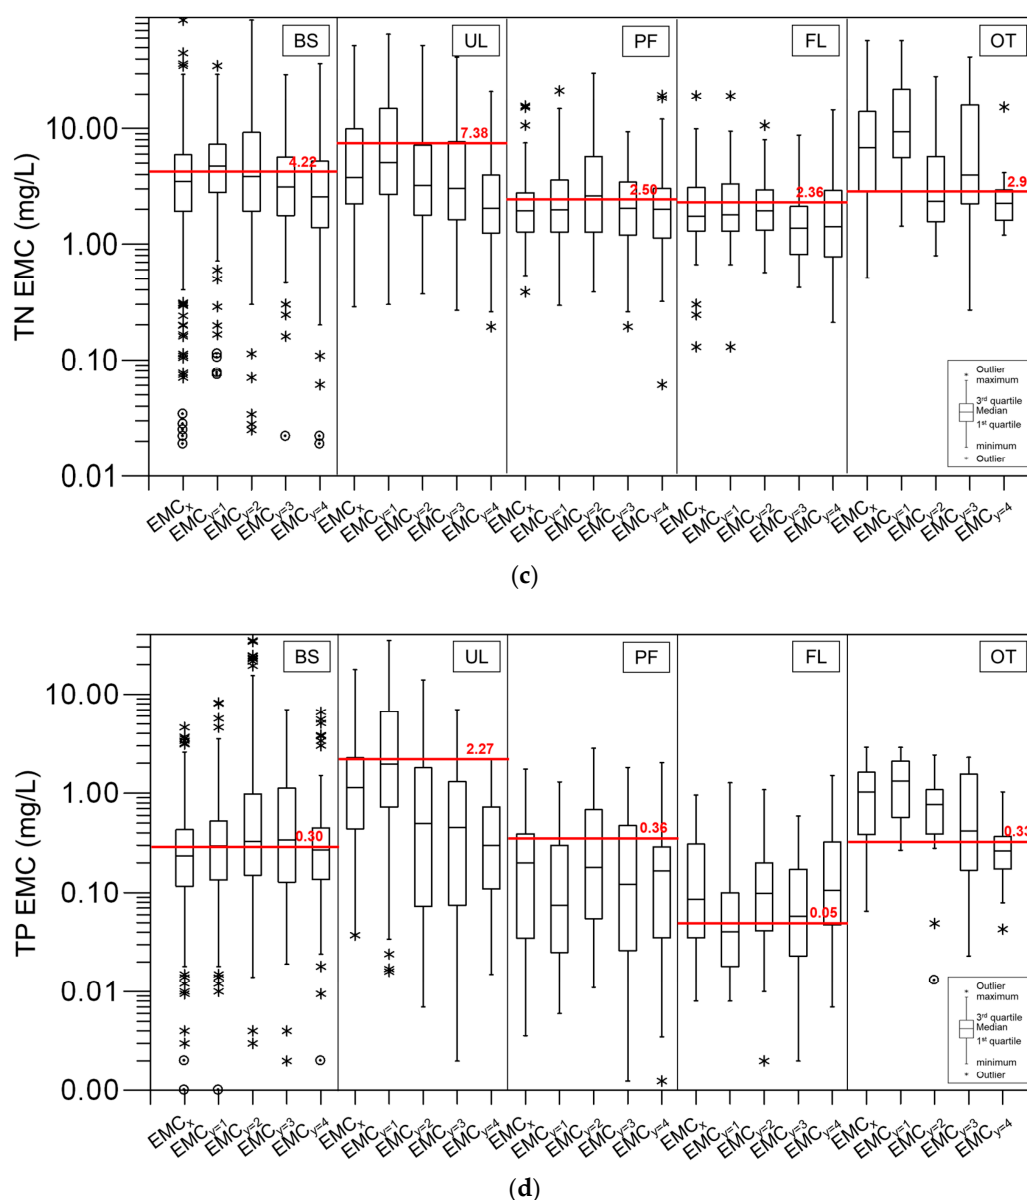 BS UL PF FL OT
10.00
1.00
0.10
0.01
TN EMC (mg/L)
4.22 7.38 2.50 2.36 2.9
Outlier
maximum
3rd quartile
Median
1st quartile
minimum
Outlier
EMCx EMCy=1 EMCy=2 EMCy=3 EMCy=4 EMCx EMCy=1 EMCy=2 EMCy=3 EMCy=4 EMCx EMCy=1 EMCy=2 EMCy=3 EMCy=4 EMCx EMCy=1 EMCy=2 EMCy=3 EMCy=4 EMCx EMCy=1 EMCy=2 EMCy=3 EMCy=4
(c)
BS UL PF FL OT
10.00
1.00
0.10
0.01
0.00
TP EMC (mg/L)
0.30 2.27 0.36 0.05 0.33
Outlier
maximum
3rd quartile
Median
1st quartile
minimum
Outlier
EMCx EMCy=1 EMCy=2 EMCy=3 EMCy=4 EMCx EMCy=1 EMCy=2 EMCy=3 EMCy=4 EMCx EMCy=1 EMCy=2 EMCy=3 EMCy=4 EMCx EMCy=1 EMCy=2 EMCy=3 EMCy=4 EMCx EMCy=1 EMCy=2 EMCy=3 EMCy=4
(d)